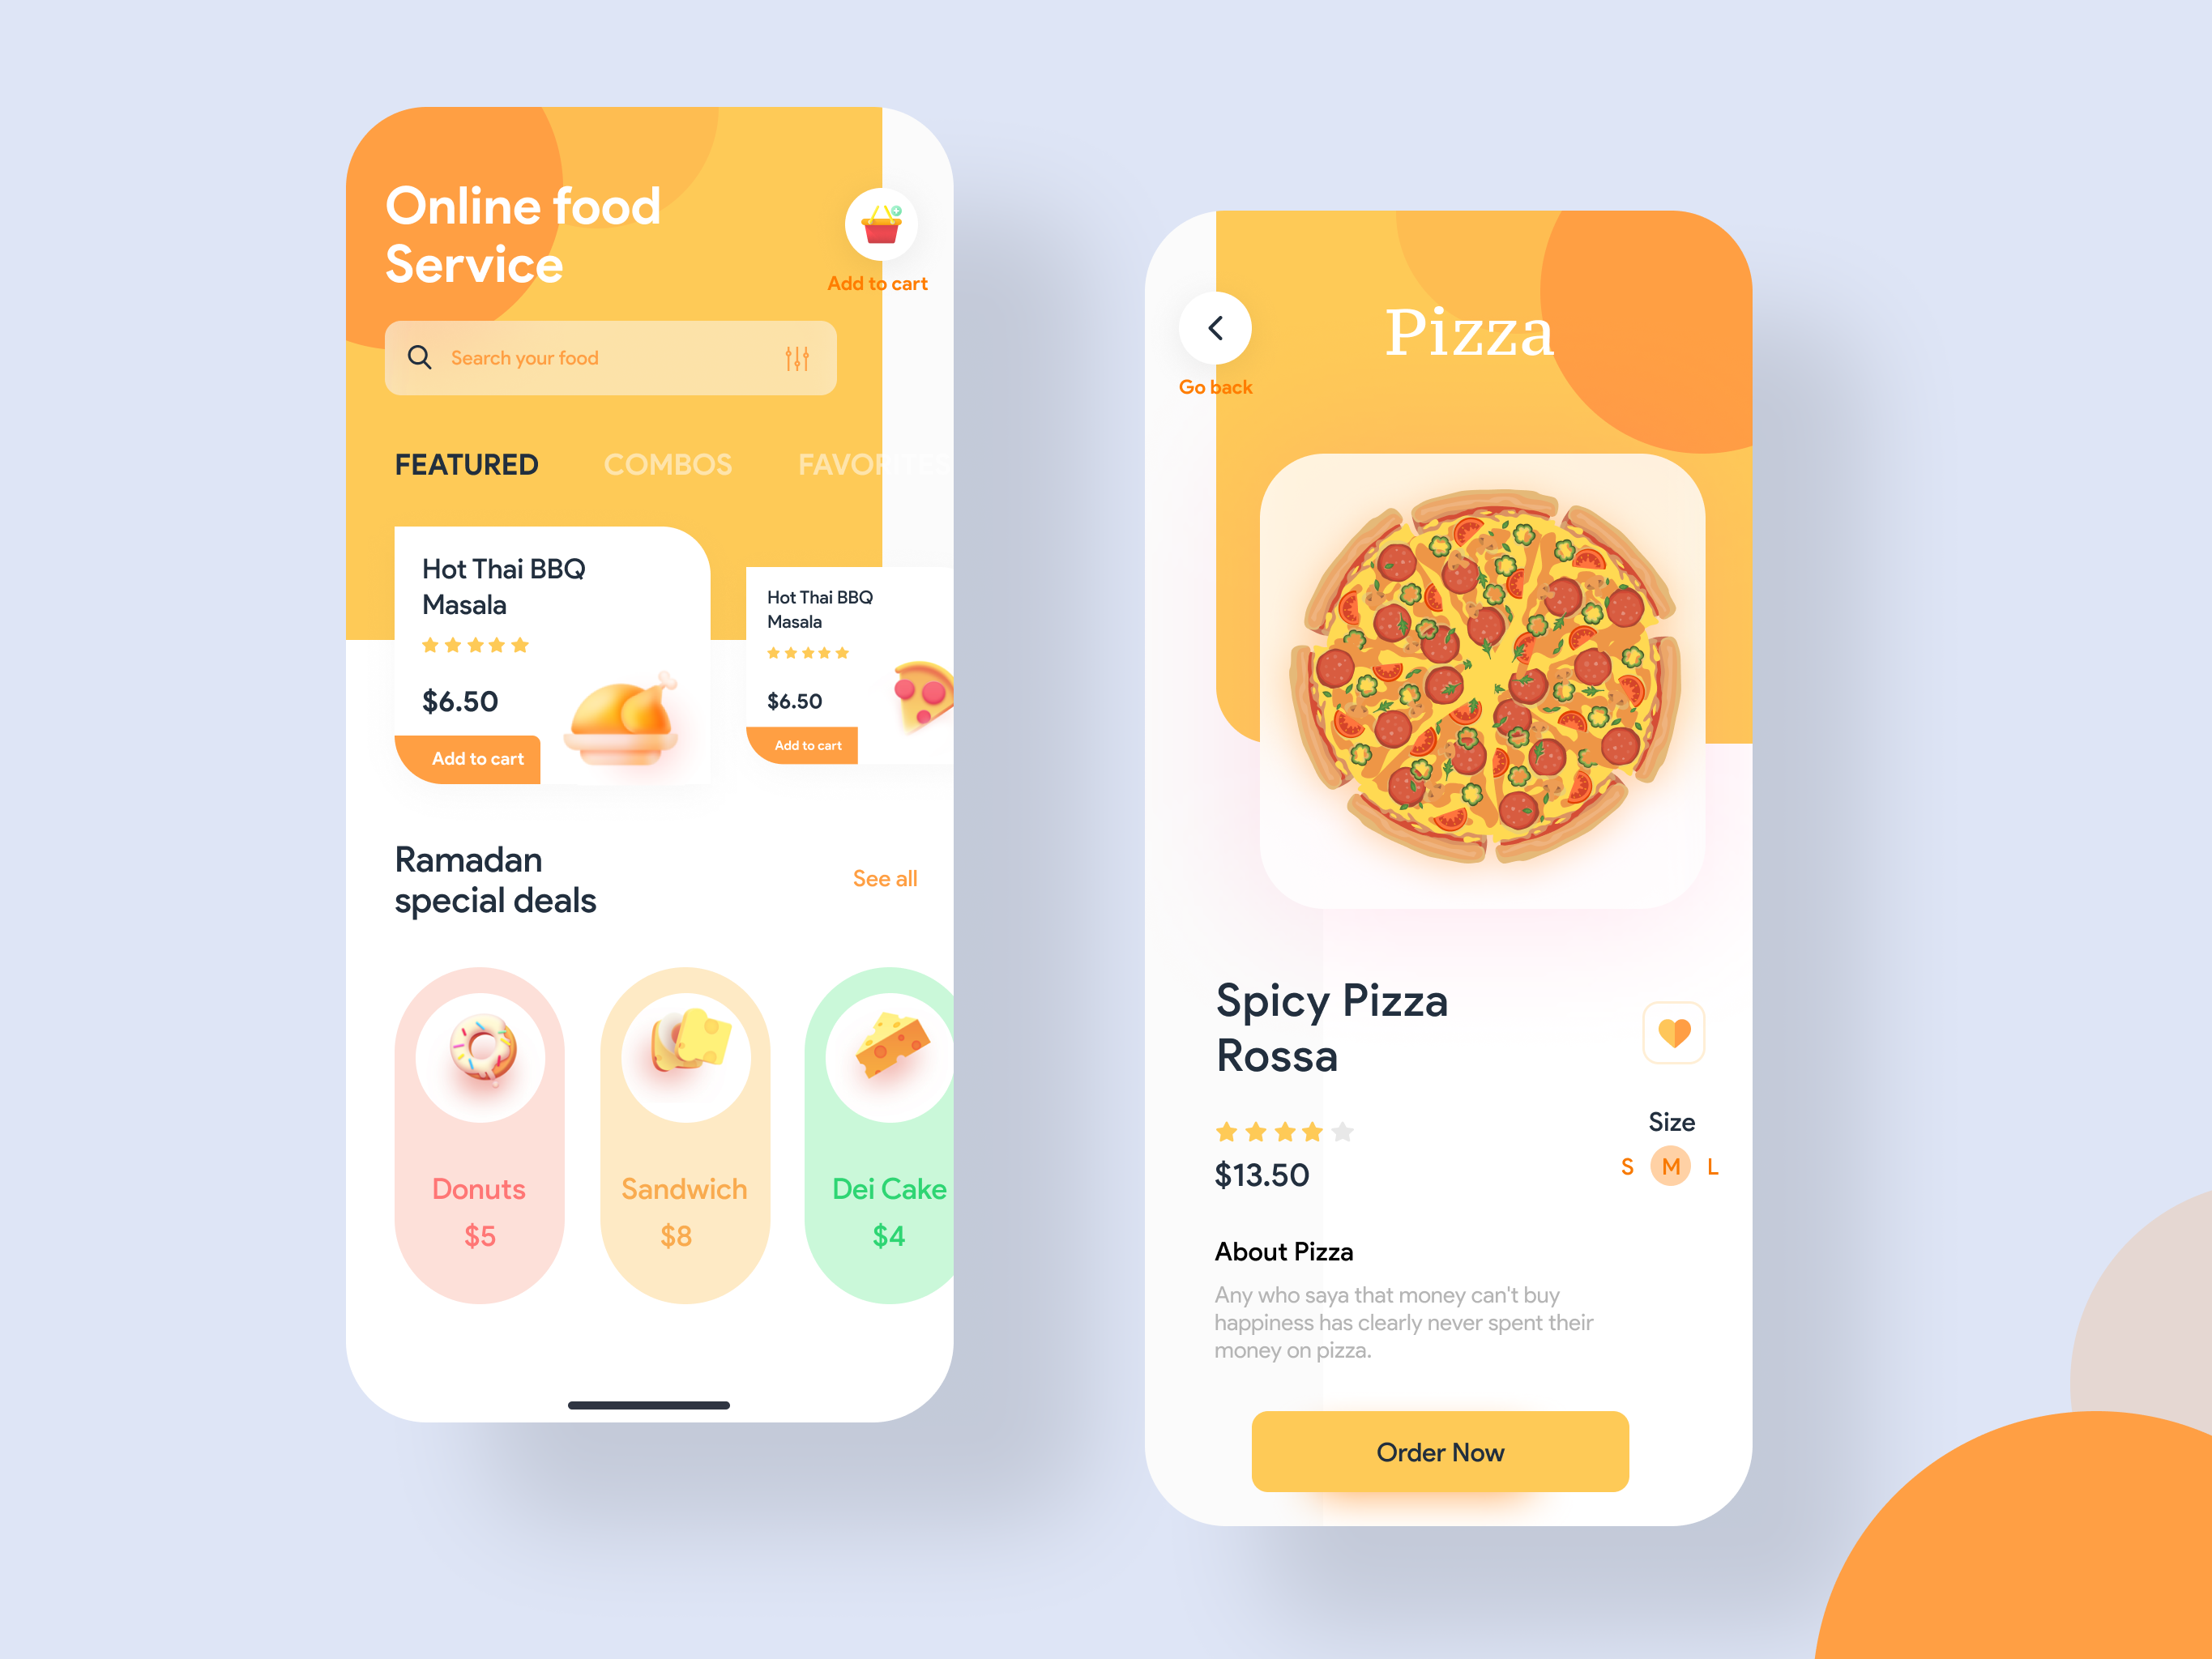 Online food
Service
Add to cart
Search your food
FEATURED COMBOS FAVORITES
Hot Thai BBQ
Masala
$6.50
Add to cart
Hot Thai BBQ
Masala
$6.50
Add to cart
Ramadan
special deals
See all
Donuts
$5
Sandwich
$8
Dei Cake
$4
Pizza
Go back
Spicy Pizza
Rossa
Size
S M L
$13.50
About Pizza
Any who saya that money can't buy
happiness has clearly never spent their
money on pizza.
Order Now